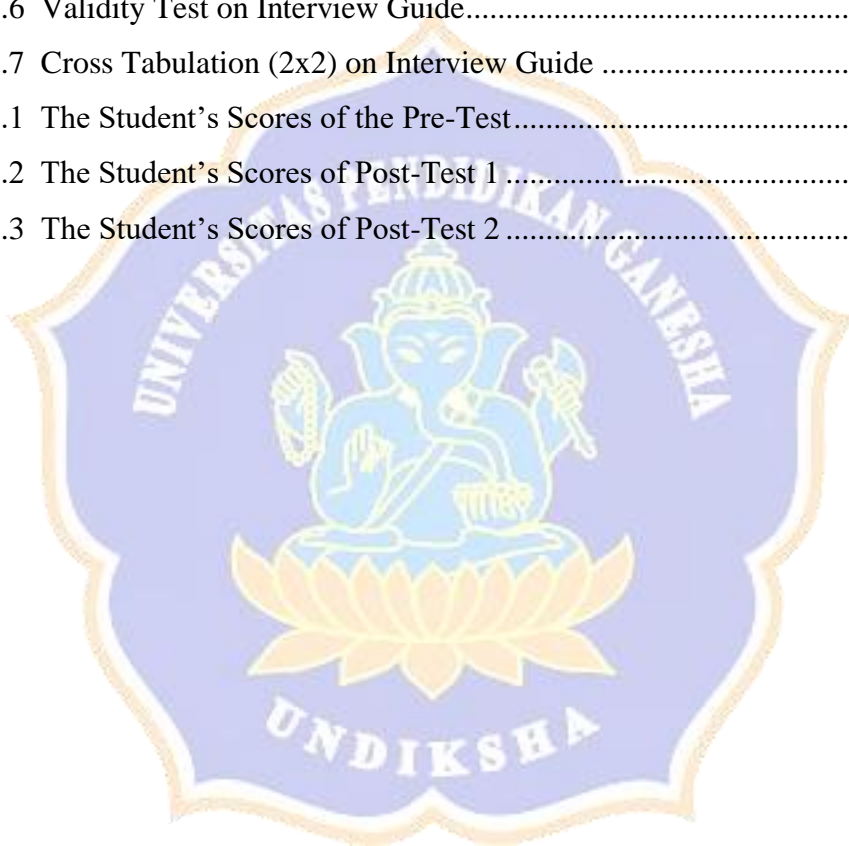 .6 Validity Test on Interview Guide..........................................
.7 Cross Tabulation (2x2) on Interview Guide ...........................
.1 The Student's Scores of the Pre-Test.....................................
.2 The Student's Scores of Post-Test 1 ......................................
.3 The Student's Scores of Post-Test 2 ......................................
UNIVERSITAS PENDIDIKAN GANESHA
UNDIKSHA